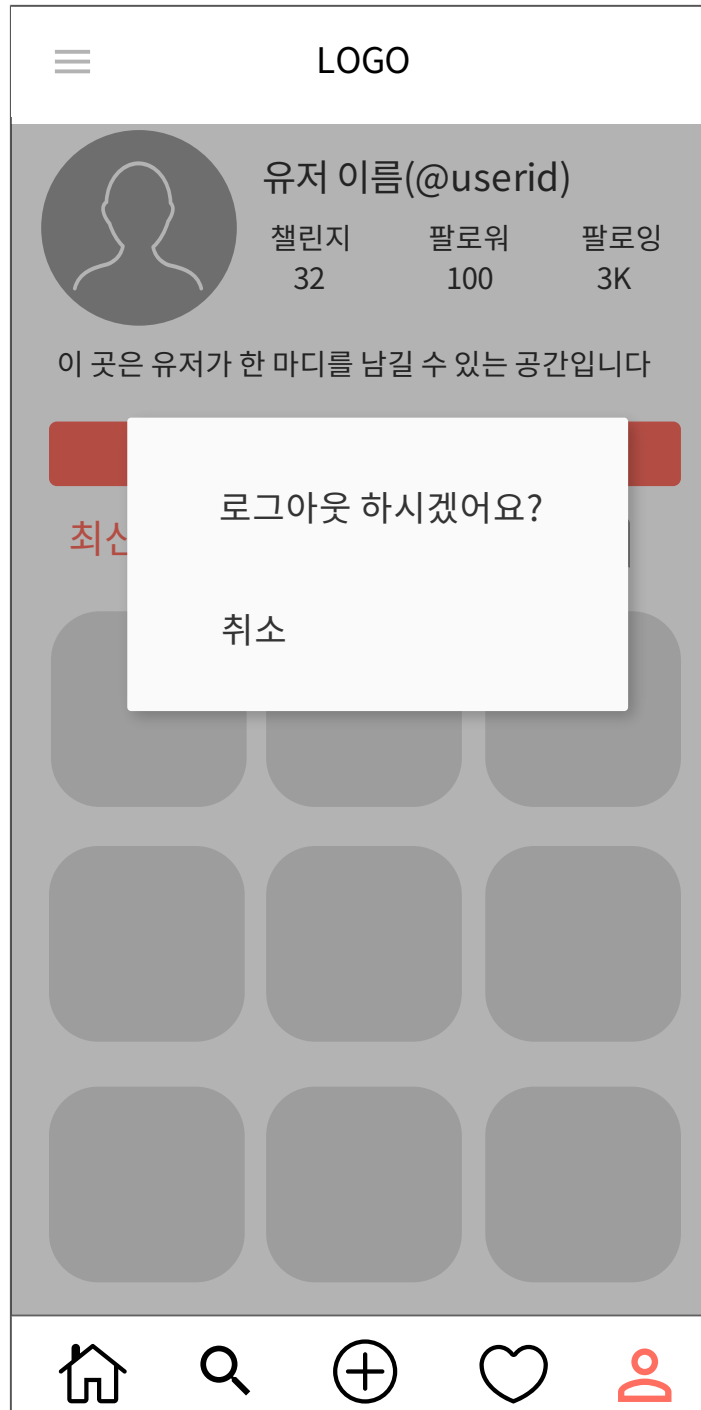 LOGO
유저 이름(@userid)
챌린지 팔로워 팔로잉
32 100 3K
이 곳은 유저가 한 마디를 남길 수 있는 공간입니다
로그아웃 하시겠어요?
취소